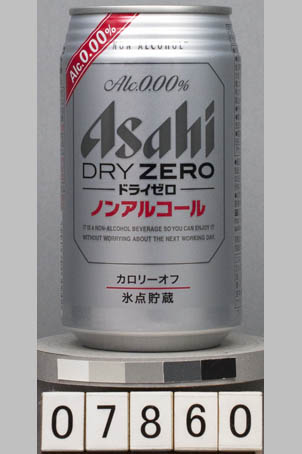 NON ALCOHOL
Alc.0.00%
Alc.0.00%
Asahi
DRY ZERO
ドライゼロ
ノンアルコール
IT IS A NON-ALCOHOL BEVERAGE SO YOU CAN ENJOY IT
WITHOUT WORRYING ABOUT THE NEXT WORKING DAY.
カロリーオフ
氷点貯蔵
07860